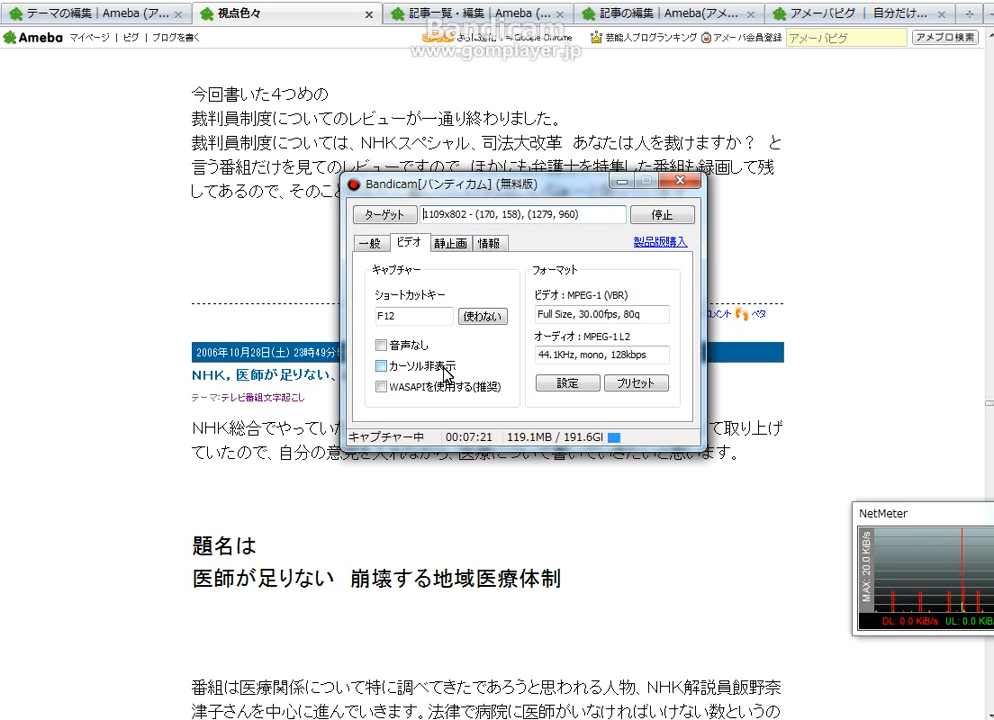 テーマの編集 | Ameba (ア...
視点色々
記事一覧・編集 | Ameba (...
記事の編集 | Ameba(アメ...
アメーバピグ | 自分だけ...
Ameba マイページ | ピグ | ブログを書く
Google Chrome
芸能人ブログランキング
アメーバ会員登録
アメーバピグ
アメブロ検索
Bandicam
www.gomplayer.jp
今回書いた４つめの
裁判員制度についてのレビューが一通り終わりました。
裁判員制度については、NHKスペシャル、司法大改革 あなたは人を裁けますか？ と
言う番組だけを見てのレビューですので、ほかにも弁護士を特集した番組も録画して残
してあるので、そのこと
Bandicam[バンディカム] (無料版)
ターゲット
1109x802 - (170, 158), (1279, 960)
停止
一般
ビデオ
静止画
情報
製品版購入
キャプチャー
ショートカットキー
F12
使わない
音声なし
カーソル非表示
WASAPIを使用する(推奨)
フォーマット
ビデオ : MPEG-1 (VBR)
Full Size, 30.00fps, 80q
オーディオ : MPEG-1 L2
44.1KHz, mono, 128kbps
設定
リセット
キャプチャー中
00:07:21
119.1MB / 191.6GI
コメント
ペタ
2006年10月28日(土) 23時49分
NHK，医師が足りない、
テーマ:テレビ番組文字起こし
NHK総合でやってい
て取り上げ
ていたので、自分の意見を入れながら、医療について書いていきたいと思います。
題名は
医師が足りない 崩壊する地域医療体制
NetMeter
MAX: 20.0 KiB/s
DL: 0.0 KiB/s UL: 0.0 KiB
番組は医療関係について特に調べてきたであろうと思われる人物、NHK解説員飯野奈
津子さんを中心に進んでいきます。法律で病院に医師がいなければいけない数というの